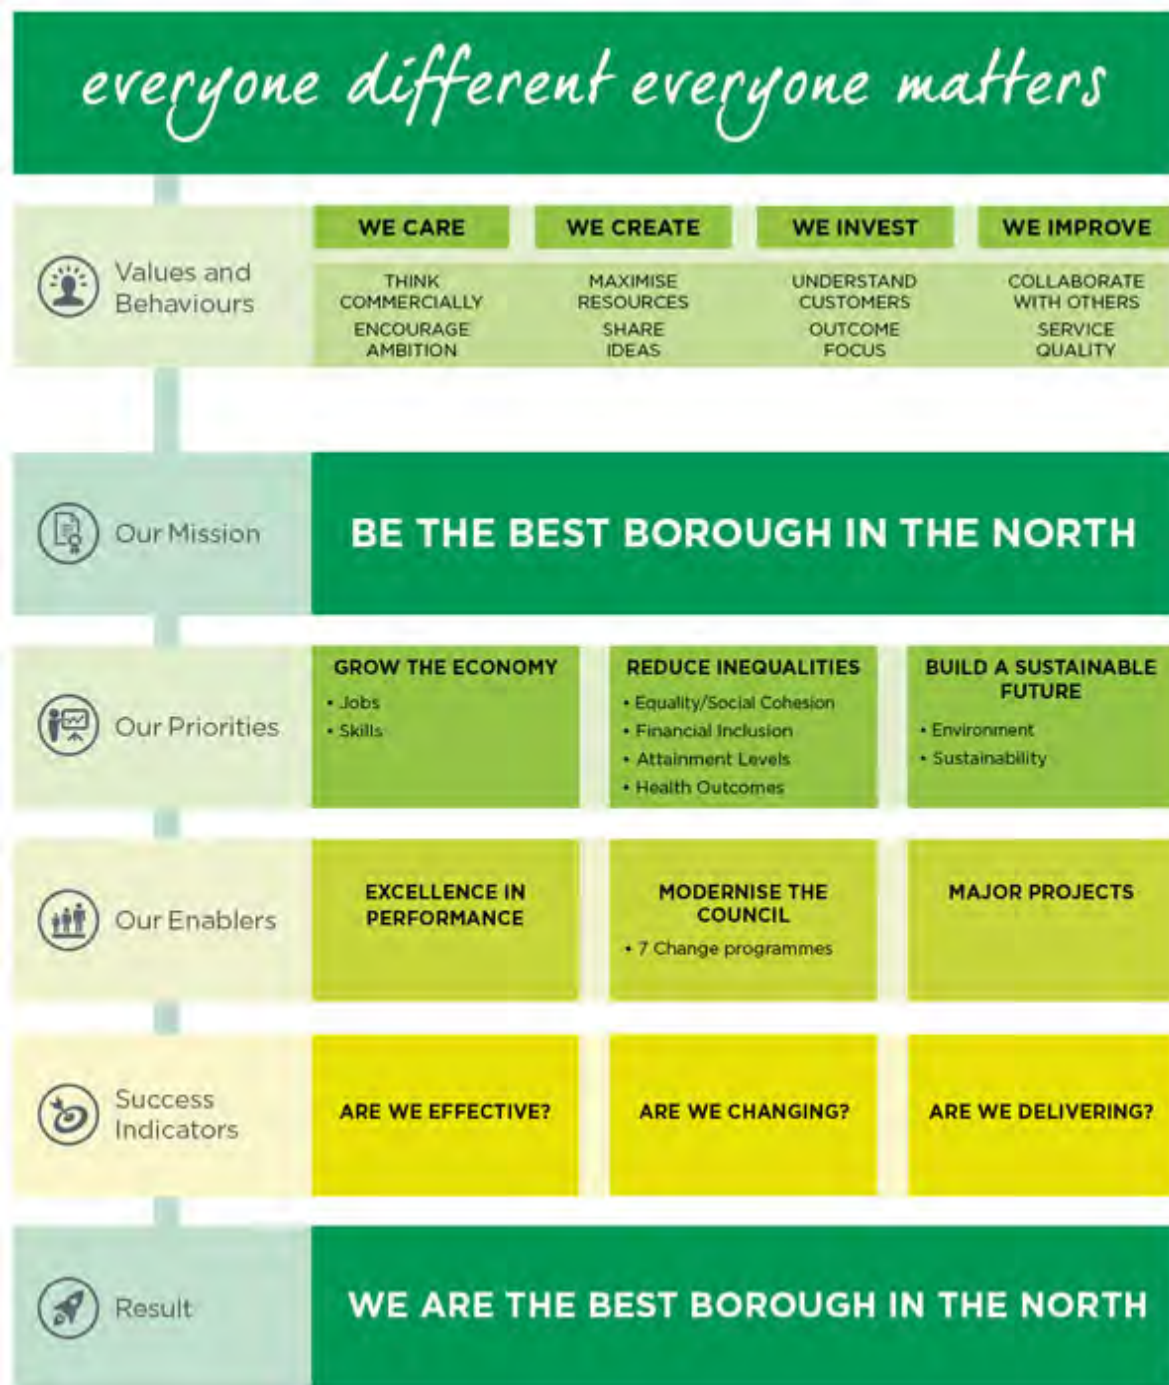 everyone different everyone matters
Values and
Behaviours
WE CARE
THINK
COMMERCIALLY
ENCOURAGE
AMBITION
WE CREATE
MAXIMISE
RESOURCES
SHARE
IDEAS
WE INVEST
UNDERSTAND
CUSTOMERS
OUTCOME
FOCUS
WE IMPROVE
COLLABORATE
WITH OTHERS
SERVICE
QUALITY
Our Mission
BE THE BEST BOROUGH IN THE NORTH
Our Priorities
GROW THE ECONOMY
• Jobs
• Skills
REDUCE INEQUALITIES
• Equality/Social Cohesion
• Financial Inclusion
• Attainment Levels
• Health Outcomes
BUILD A SUSTAINABLE
FUTURE
• Environment
• Sustainability
Our Enablers
EXCELLENCE IN
PERFORMANCE
MODERNISE THE
COUNCIL
• 7 Change programmes
MAJOR PROJECTS
Success
Indicators
ARE WE EFFECTIVE?
ARE WE CHANGING?
ARE WE DELIVERING?
Result
WE ARE THE BEST BOROUGH IN THE NORTH